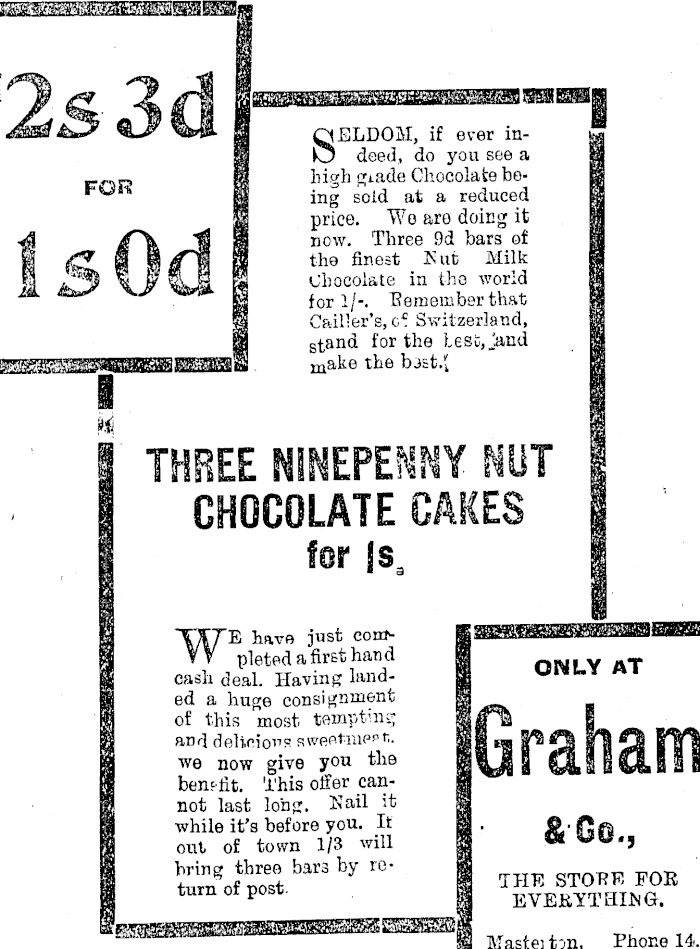 2s 3d
FOR
1s 0d
SELDOM, if ever in-
deed, do you see a
high grade Chocolate be-
ing sold at a reduced
price. We are doing it
now. Three 9d bars of
the finest Nut Milk
Chocolate in the world
for 1/-. Remember that
Cailler's, of Switzerland,
stand for the best, and
make the best.
THREE NINEPENNY NUT
CHOCOLATE CAKES
for 1s.
WE have just com-
pleted a first hand
cash deal. Having land-
ed a huge consignment
of this most tempting
and delicious sweetmeat.
we now give you the
benefit. This offer can-
not last long. Nail it
while it's before you. If
out of town 1/3 will
bring three bars by re-
turn of post.
ONLY AT
Graham
& Co.,
THE STORE FOR
EVERYTHING.
Masterton. Phone 14.